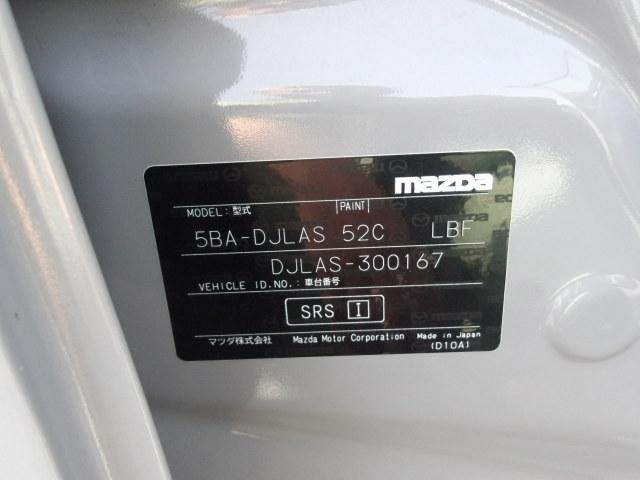 mazda
MODEL：型式 PAINT
5BA-DJLAS 52C LBF
DJLAS-300167
VEHICLE ID.NO.：車台番号
SRS I
マツダ株式会社 Mazda Motor Corporation Made in Japan
(D10A)